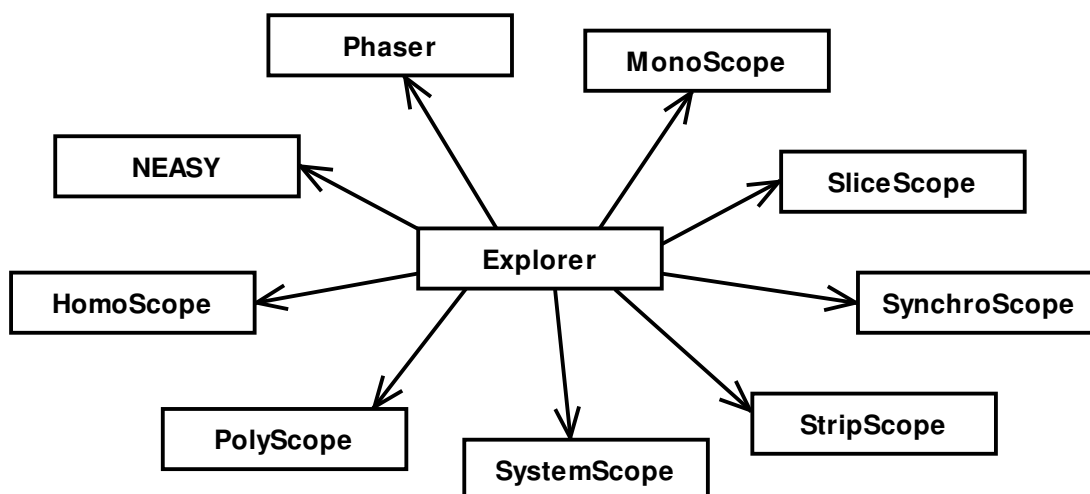 Phaser
MonoScope
NEASY
SliceScope
Explorer
HomoScope
SynchroScope
StripScope
PolyScope
SystemScope